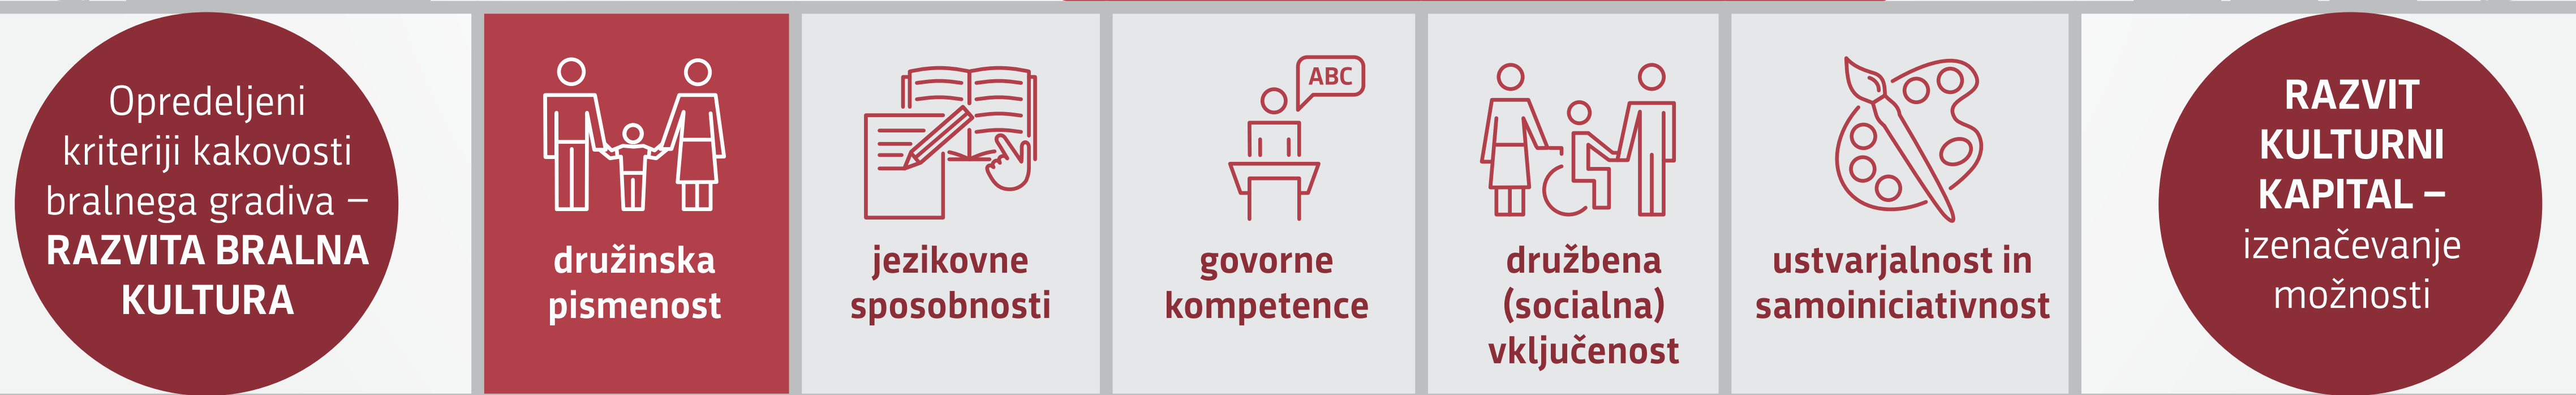 Opredeljeni
kriteriji kakovosti
bralnega gradiva –
RAZVITA BRALNA
KULTURA
družinska
pismenost
jezikovne
sposobnosti
ABC
govorne
kompetence
družbena
(socialna)
vključenost
ustvarjalnost in
samoiniciativnost
RAZVIT
KULTURNI
KAPITAL –
izenačevanje
možnosti